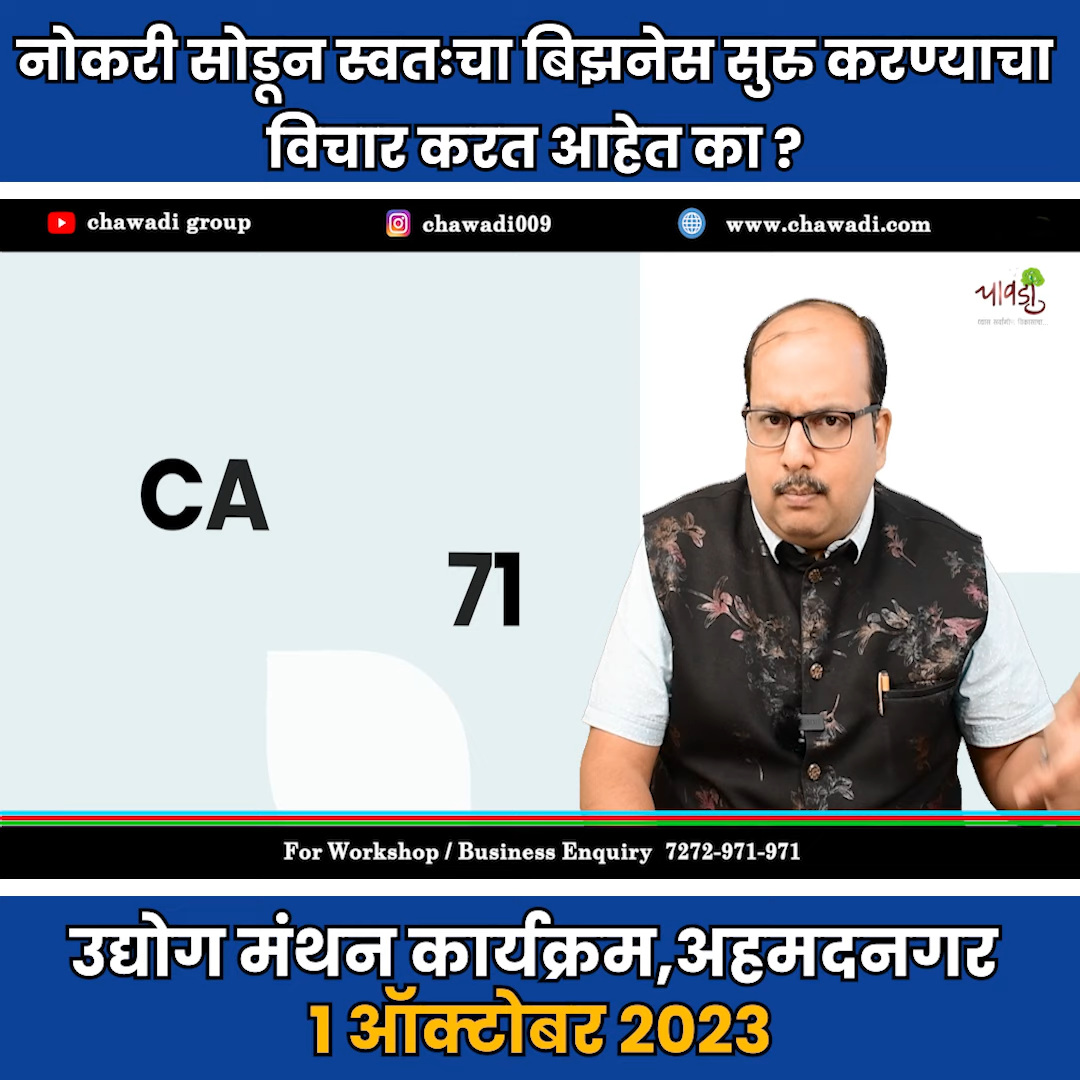 नोकरी सोडून स्वतःचा बिझनेस सुरु करण्याचा
विचार करत आहेत का ?
chawadi group
chawadi009
www.chawadi.com
चावडी
CA
71
For Workshop / Business Enquiry 7272-971-971
उद्योग मंथन कार्यक्रम,अहमदनगर
1 ऑक्टोबर 2023